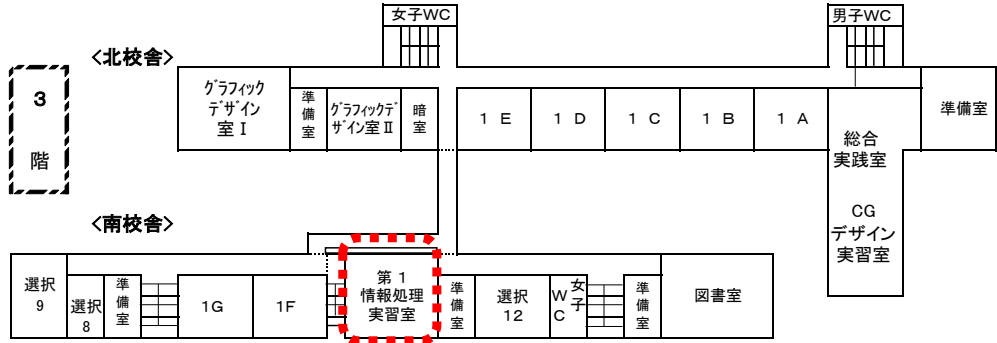 女子WC
男子WC
<北校舎>
3
階
グラフィック
デザイン
室Ⅰ
準
備
室
グラフィックデ
ザイン室Ⅱ
暗
室
1 E
1 D
1 C
1 B
1 A
総合
実践室
準備室
CG
デザイン
実習室
<南校舎>
選択
9
選択
8
準
備
室
1G
1F
第1
情報処理
実習室
準
備
室
選択
12
女子
WC
準
備
室
図書室